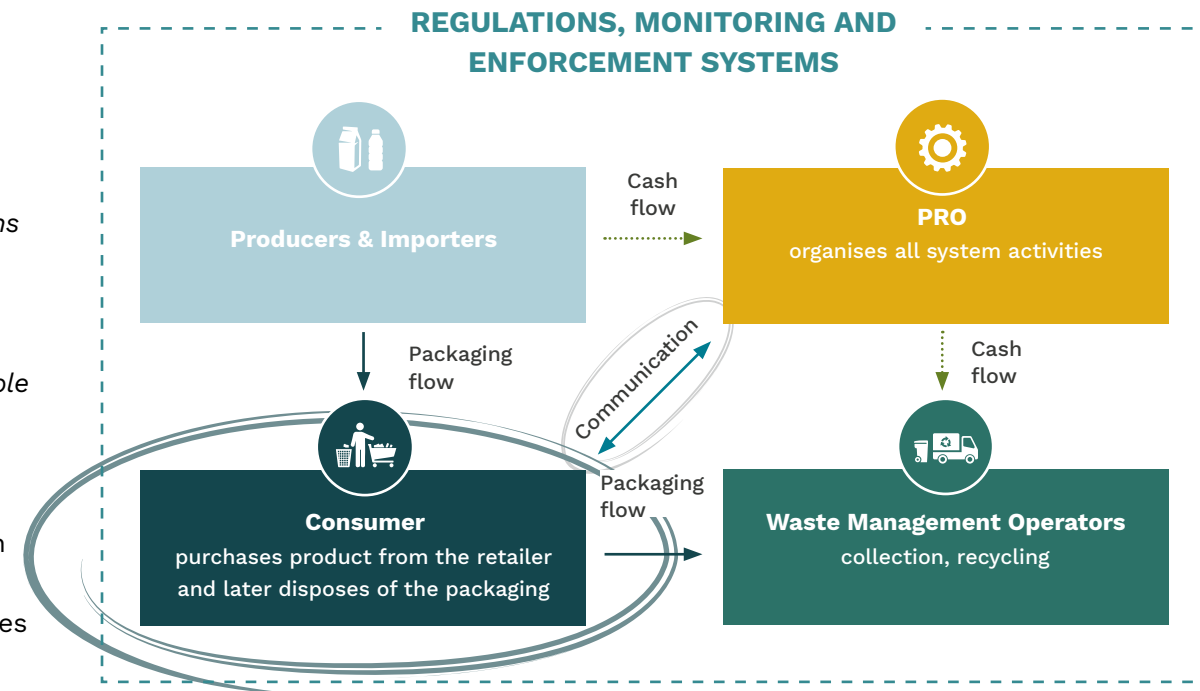 REGULATIONS, MONITORING AND
ENFORCEMENT SYSTEMS
Producers & Importers
Cash
flow
PRO
organises all system activities
Packaging
flow
Communication
Cash
flow
Consumer
purchases product from the retailer
and later disposes of the packaging
Packaging
flow
Waste Management Operators
collection, recycling